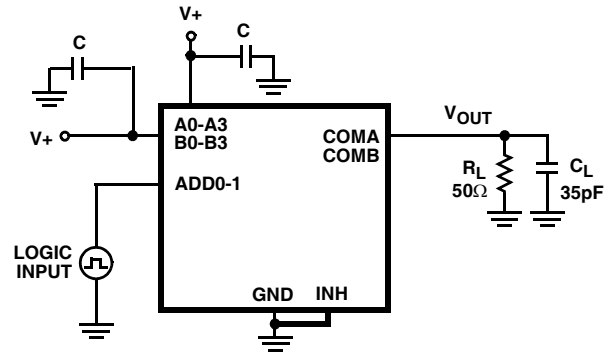 V+
C
C
V+
A0-A3
B0-B3
ADD0-1
COMA
COMB
VOUT
RL
50Ω
CL
35pF
LOGIC
INPUT
GND
INH